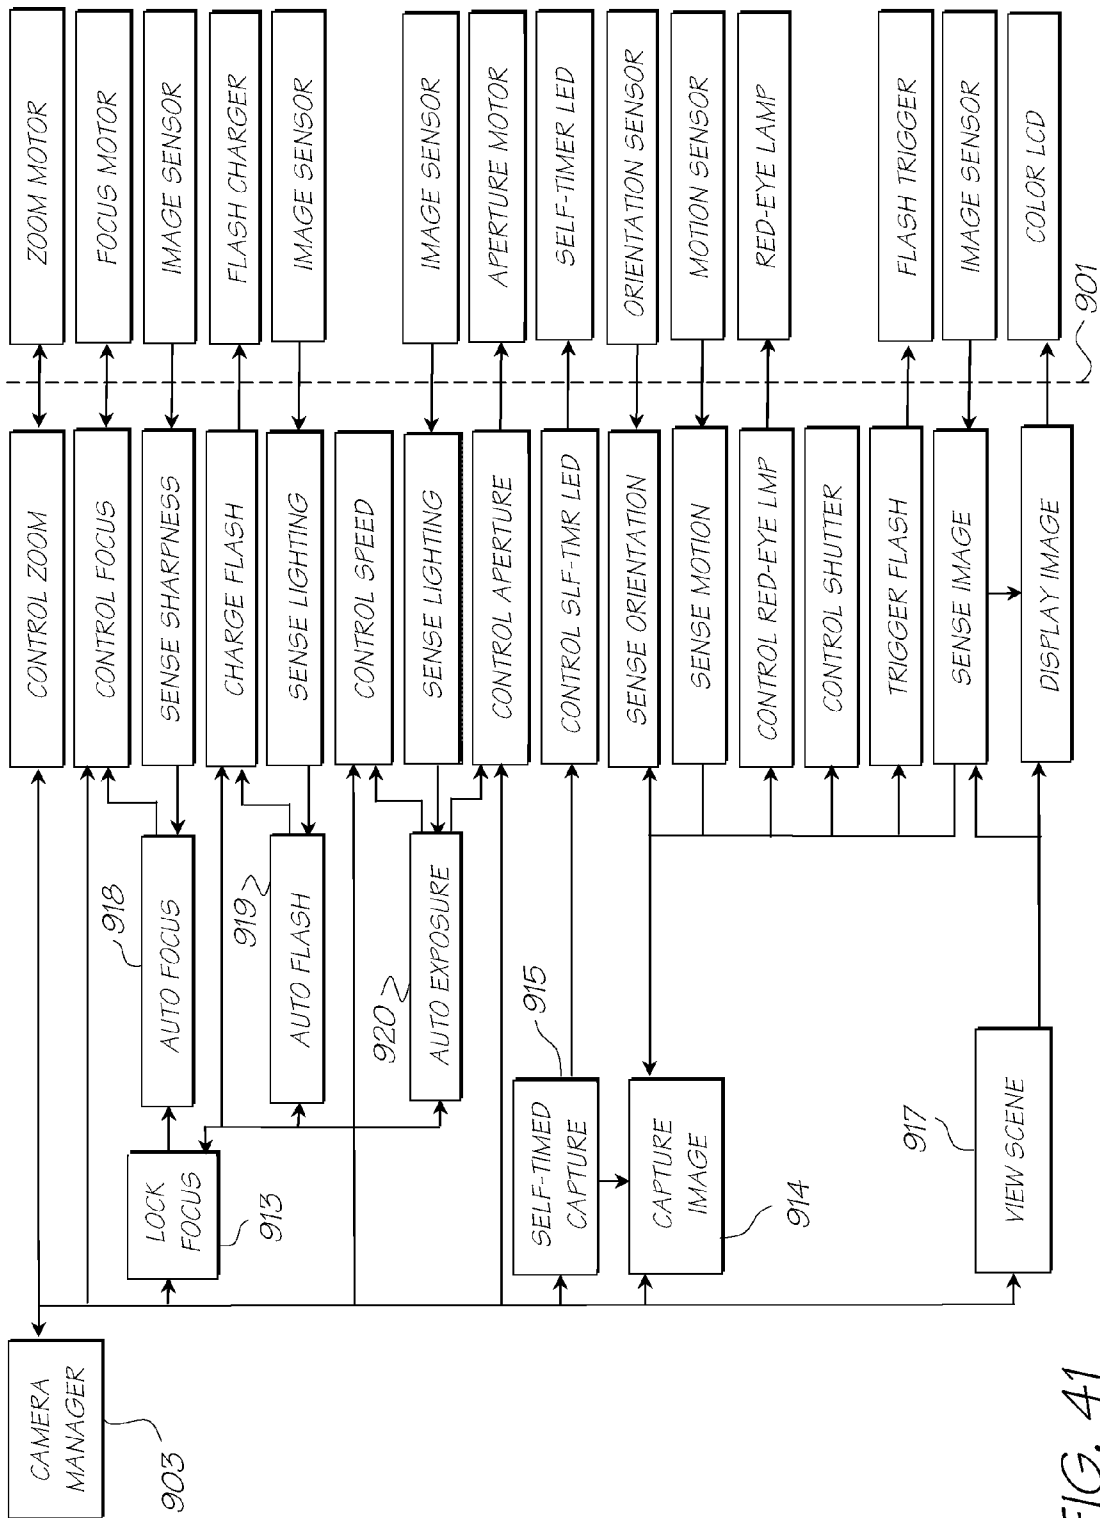 CAMERA
MANAGER
903
LOCK
FOCUS
913
AUTO FOCUS
918
AUTO FLASH
919
AUTO EXPOSURE
920
SELF-TIMED
CAPTURE
915
CAPTURE
IMAGE
914
VIEW SCENE
917
CONTROL ZOOM
CONTROL FOCUS
SENSE SHARPNESS
CHARGE FLASH
SENSE LIGHTING
CONTROL SPEED
SENSE LIGHTING
CONTROL APERTURE
CONTROL SLF-TMR LED
SENSE ORIENTATION
SENSE MOTION
CONTROL RED-EYE LMP
CONTROL SHUTTER
TRIGGER FLASH
SENSE IMAGE
DISPLAY IMAGE
ZOOM MOTOR
FOCUS MOTOR
IMAGE SENSOR
FLASH CHARGER
IMAGE SENSOR
IMAGE SENSOR
APERTURE MOTOR
SELF-TIMER LED
ORIENTATION SENSOR
MOTION SENSOR
RED-EYE LAMP
FLASH TRIGGER
IMAGE SENSOR
COLOR LCD
901
FIG. 41